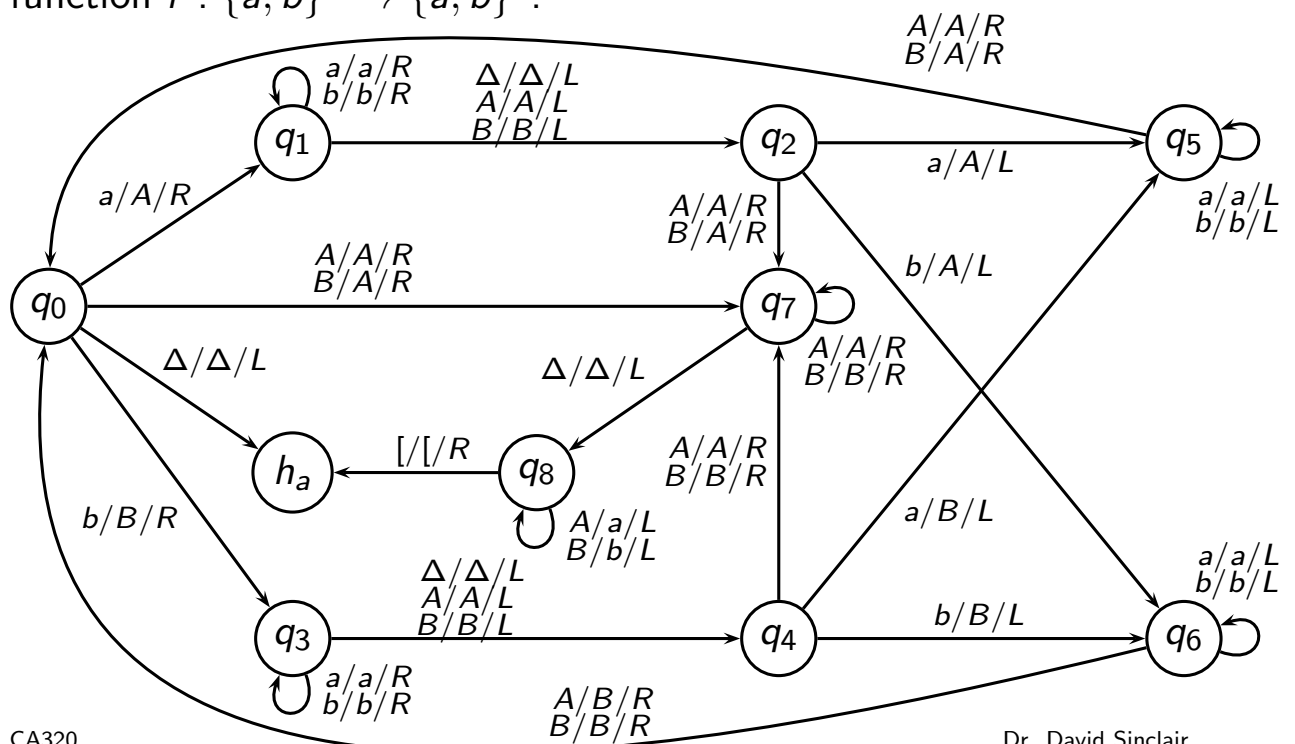 function r : {a, b}* → {a, b}*.
A/A/R
B/A/R
a/a/R
b/b/R
Δ/Δ/L
A/A/L
B/B/L
q1
q2
q5
a/A/L
a/a/L
b/b/L
a/A/R
A/A/R
B/A/R
b/A/L
A/A/R
B/A/R
q0
q7
Δ/Δ/L
Δ/Δ/L
A/A/R
B/B/R
ha
[/[/R
q8
A/A/R
B/B/R
b/B/R
A/a/L
B/b/L
a/B/L
Δ/Δ/L
A/A/L
B/B/L
a/a/L
b/b/L
q3
q4
b/B/L
q6
a/a/R
b/b/R
A/B/R
B/B/R
CA320
Dr. David Sinclair